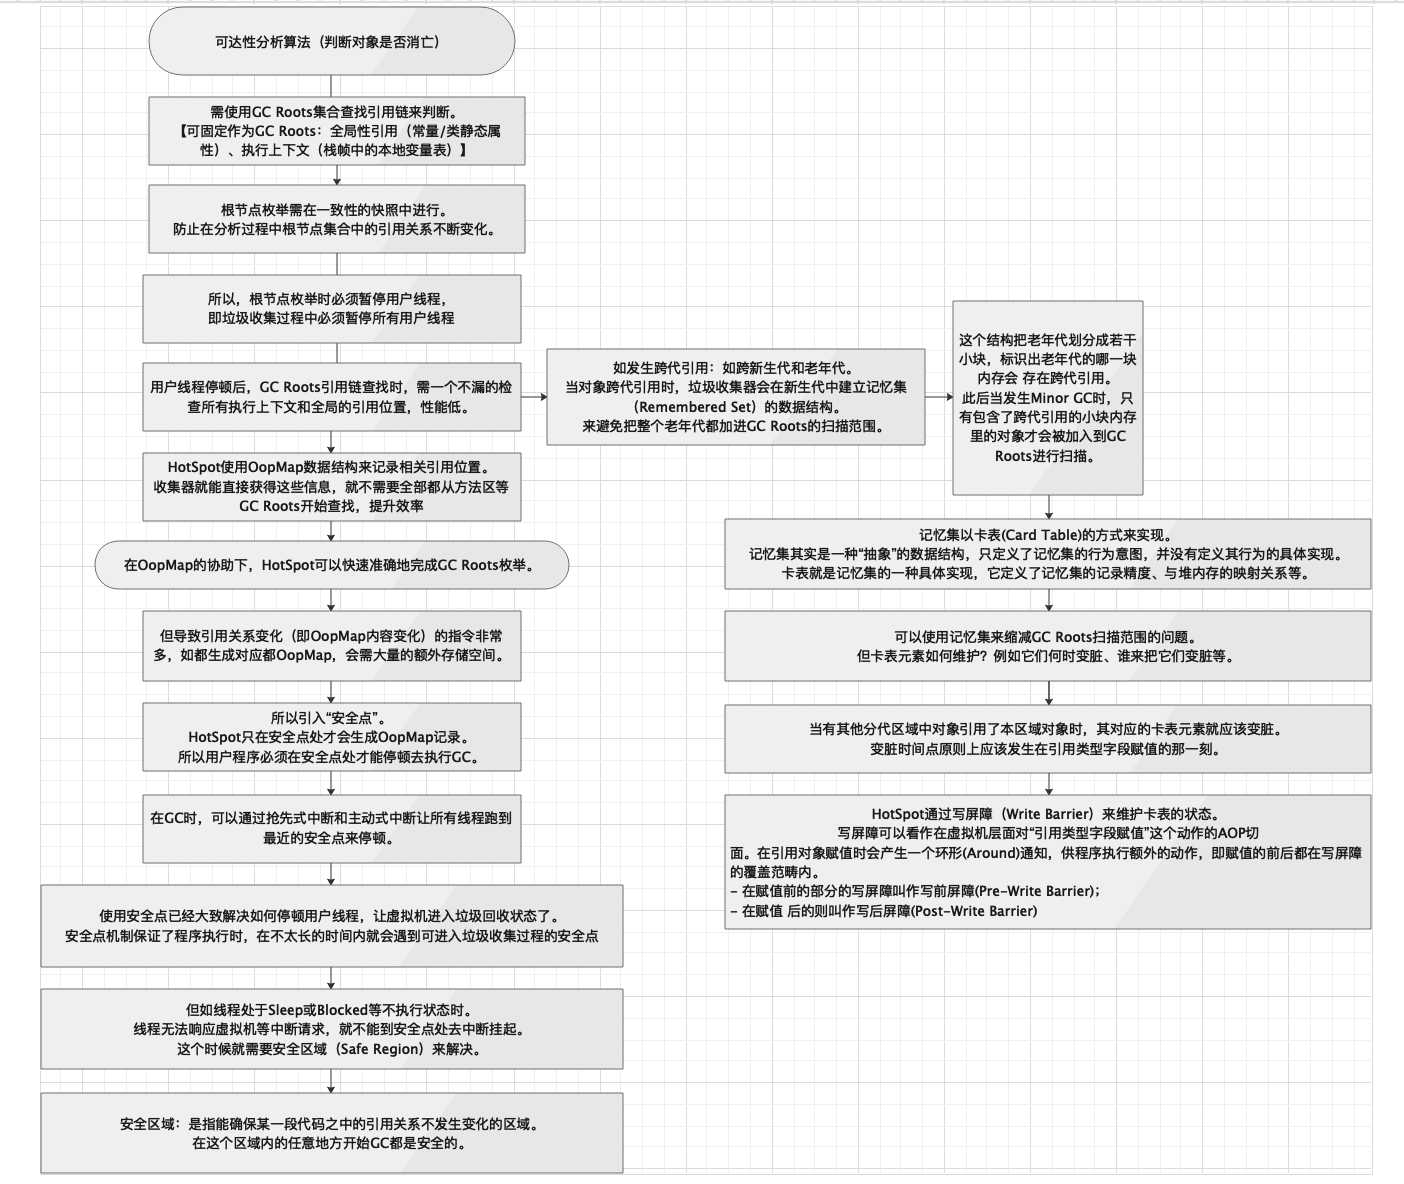 可达性分析算法（判断对象是否消亡）
需使用GC Roots集合查找引用链来判断。
【可固定作为GC Roots：全局性引用（常量/类静态属
性）、执行上下文（栈帧中的本地变量表）】
根节点枚举需在一致性的快照中进行。
防止在分析过程中根节点集合中的引用关系不断变化。
所以，根节点枚举时必须暂停用户线程，
即垃圾收集过程中必须暂停所有用户线程
用户线程停顿后，GC Roots引用链查找时，需一个不漏的检
查所有执行上下文和全局的引用位置，性能低。
HotSpot使用OopMap数据结构来记录相关引用位置。
收集器就能直接获得这些信息，就不需要全部都从方法区等
GC Roots开始查找，提升效率
在OopMap的协助下，HotSpot可以快速准确地完成GC Roots枚举。
但导致引用关系变化（即OopMap内容变化）的指令非常
多，如都生成对应都OopMap，会需大量的额外存储空间。
所以引入“安全点”。
HotSpot只在安全点处才会生成OopMap记录。
所以用户程序必须在安全点处才能停顿去执行GC。
在GC时，可以通过抢先式中断和主动式中断让所有线程跑到
最近的安全点来停顿。
使用安全点已经大致解决如何停顿用户线程，让虚拟机进入垃圾回收状态了。
安全点机制保证了程序执行时，在不太长的时间内就会遇到可进入垃圾收集过程的安全点
但如线程处于Sleep或Blocked等不执行状态时。
线程无法响应虚拟机等中断请求，就不能到安全点处去中断挂起。
这个时候就需要安全区域（Safe Region）来解决。
安全区域：是指能确保某一段代码之中的引用关系不发生变化的区域。
在这个区域内的任意地方开始GC都是安全的。
如发生跨代引用：如跨新生代和老年代。
当对象跨代引用时，垃圾收集器会在新生代中建立记忆集
（Remembered Set）的数据结构。
来避免把整个老年代都加进GC Roots的扫描范围。
这个结构把老年代划分成若干
小块，标识出老年代的哪一块
内存会 存在跨代引用。
此后当发生Minor GC时，只
有包含了跨代引用的小块内存
里的对象才会被加入到GC
Roots进行扫描。
记忆集以卡表(Card Table)的方式来实现。
记忆集其实是一种“抽象”的数据结构，只定义了记忆集的行为意图，并没有定义其行为的具体实现。
卡表就是记忆集的一种具体实现，它定义了记忆集的记录精度、与堆内存的映射关系等。
可以使用记忆集来缩减GC Roots扫描范围的问题。
但卡表元素如何维护？例如它们何时变脏、谁来把它们变脏等。
当有其他分代区域中对象引用了本区域对象时，其对应的卡表元素就应该变脏。
变脏时间点原则上应该发生在引用类型字段赋值的那一刻。
HotSpot通过写屏障（Write Barrier）来维护卡表的状态。
写屏障可以看作在虚拟机层面对“引用类型字段赋值”这个动作的AOP切
面。在引用对象赋值时会产生一个环形(Around)通知，供程序执行额外的动作，即赋值的前后都在写屏障
的覆盖范畴内。
- 在赋值前的部分的写屏障叫作写前屏障(Pre-Write Barrier)；
- 在赋值 后的则叫作写后屏障(Post-Write Barrier)